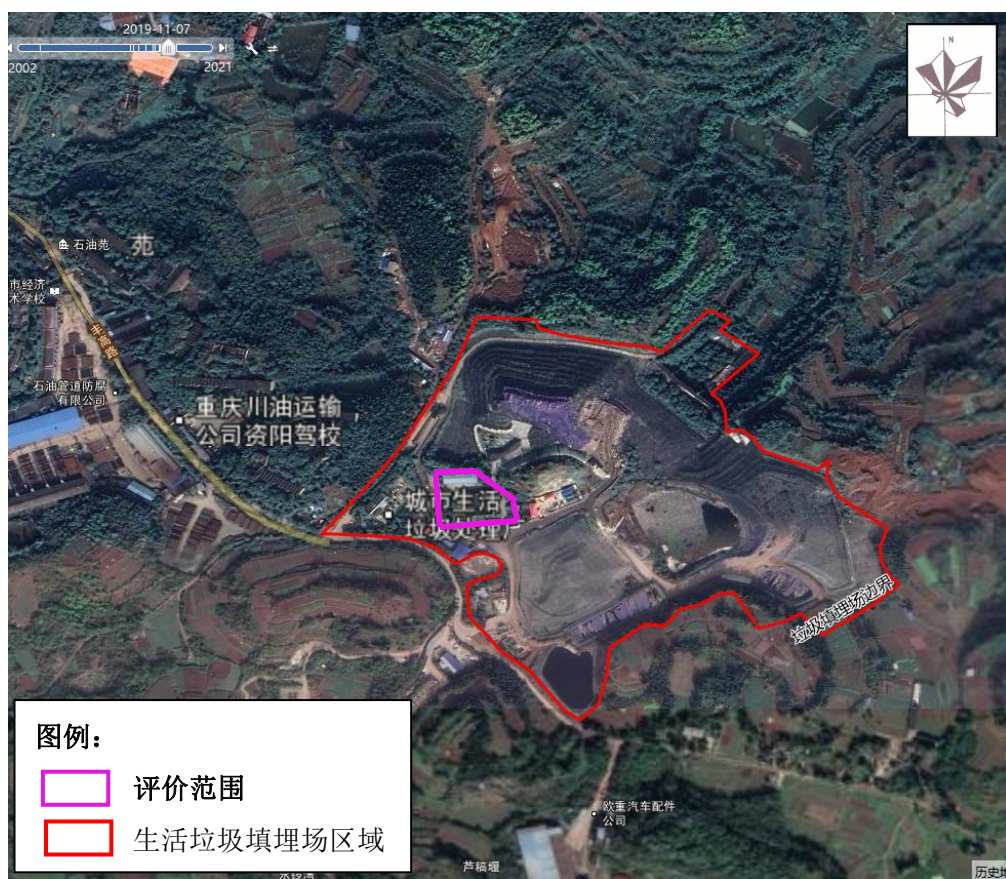 2019-11-07
2002
2021
N
石油苑
苑
市经济
术学校
丰高路
石油管道防腐
有限公司
重庆川油运输
公司资阳驾校
城市生活
垃圾处理厂
垃圾填埋场边界
图例：
评价范围
生活垃圾填埋场区域
欧重汽车配件
公司
芦稿堰
历史